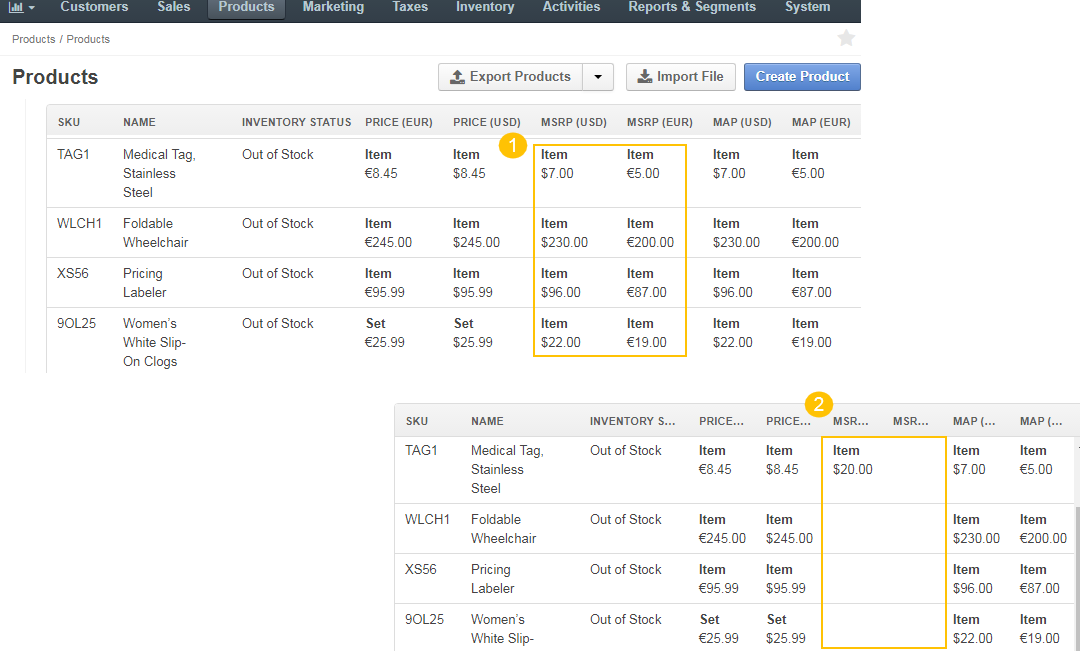 Customers Sales Products Marketing Taxes Inventory Activities Reports & Segments System
Products / Products
Products Export Products Import File Create Product
SKU NAME INVENTORY STATUS PRICE (EUR) PRICE (USD) MSRP (USD) MSRP (EUR) MAP (USD) MAP (EUR)
1
TAG1 Medical Tag, Out of Stock Item Item Item Item Item Item
Stainless €8.45 $8.45 $7.00 €5.00 $7.00 €5.00
Steel
WLCH1 Foldable Out of Stock Item Item Item Item Item Item
Wheelchair €245.00 $245.00 $230.00 €200.00 $230.00 €200.00
XS56 Pricing Out of Stock Item Item Item Item Item Item
Labeler €95.99 $95.99 $96.00 €87.00 $96.00 €87.00
9OL25 Women's Out of Stock Set Set Item Item Item Item
White Slip- €25.99 $25.99 $22.00 €19.00 $22.00 €19.00
On Clogs
2
SKU NAME INVENTORY S... PRICE... PRICE... MSR... MSR... MAP (... MAP (...
TAG1 Medical Tag, Out of Stock Item Item Item Item Item
Stainless €8.45 $8.45 $20.00 $7.00 €5.00
Steel
WLCH1 Foldable Out of Stock Item Item Item Item
Wheelchair €245.00 $245.00 $230.00 €200.00
XS56 Pricing Out of Stock Item Item Item Item
Labeler €95.99 $95.99 $96.00 €87.00
9OL25 Women's Out of Stock Set Set Item Item
White Slip- €25.99 $25.99 $22.00 €19.00